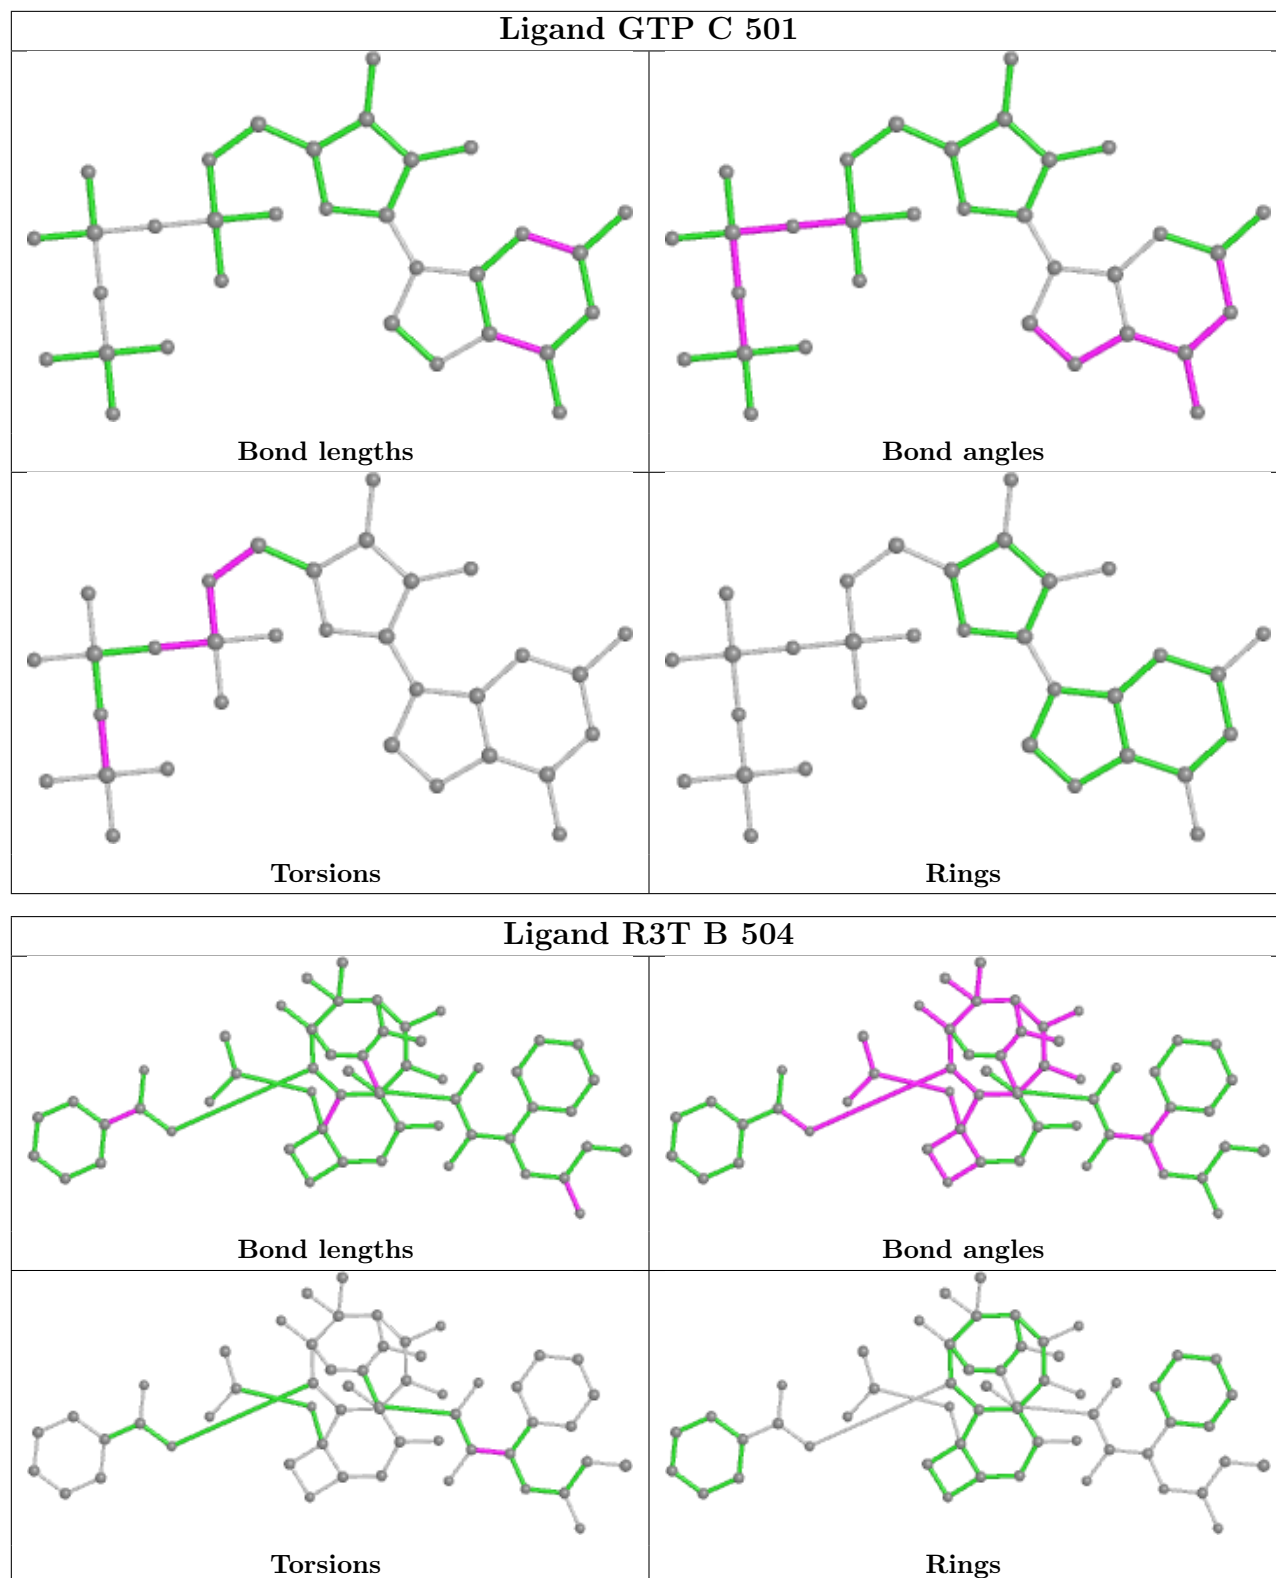 Ligand GTP C 501
Bond lengths
Bond angles
Torsions
Rings
Ligand R3T B 504
Bond lengths
Bond angles
Torsions
Rings